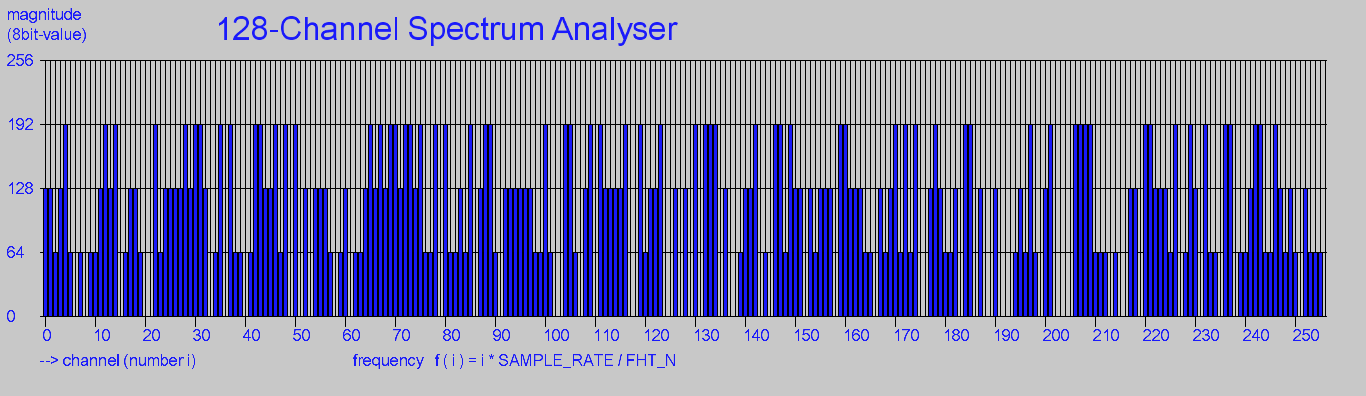 magnitude
(8bit-value)
128-Channel Spectrum Analyser
256
192
128
64
0
0 10 20 30 40 50 60 70 80 90 100 110 120 130 140 150 160 170 180 190 200 210 220 230 240 250
--> channel (number i)
frequency f ( i ) = i * SAMPLE_RATE / FHT_N